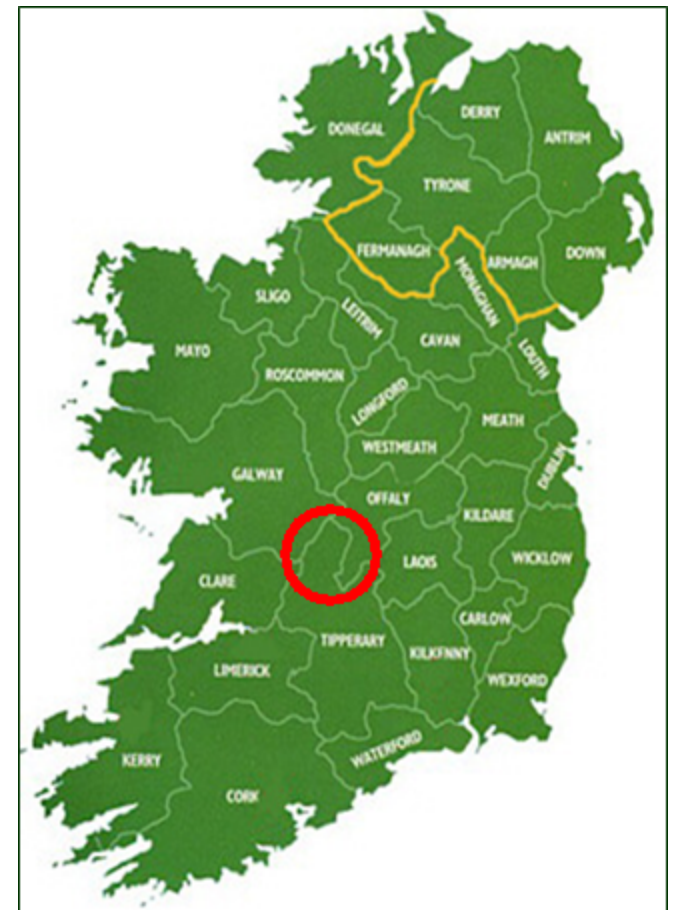 DERRY
DONEGAL
ANTRIM
TYRONE
FERMANAGH
DOWN
ARMAGH
MONAGHAN
SLIGO
LEITRIM
CAVAN
LOUTH
MAYO
ROSCOMMON
LONGFORD
MEATH
WESTMEATH
DUBLIN
GALWAY
OFFALY
KILDARE
LAOIS
WICKLOW
CLARE
CARLOW
TIPPERARY
KILKENNY
LIMERICK
WEXFORD
WATERFORD
KERRY
CORK